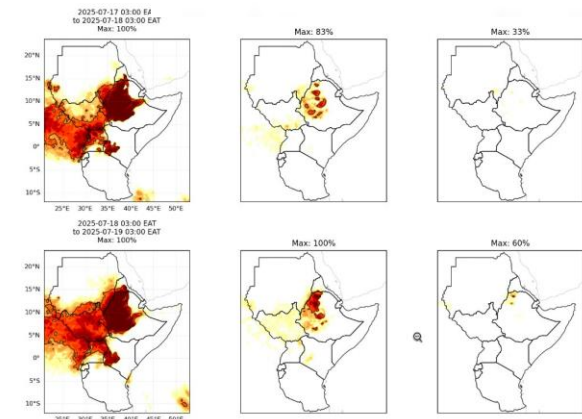 2025-07-17 03:00 EA
to 2025-07-18 03:00 EAT
Max: 100%
Max: 83%
Max: 33%
20°N
15°N
10°N
5°N
0°
5°S
10°S
25°E 30°E 35°E 40°E 45°E 50°E
2025-07-18 03:00 EAT
to 2025-07-19 03:00 EAT
Max: 100%
Max: 100%
Max: 60%
20°N
15°N
10°N
5°N
0°
5°S
10°S